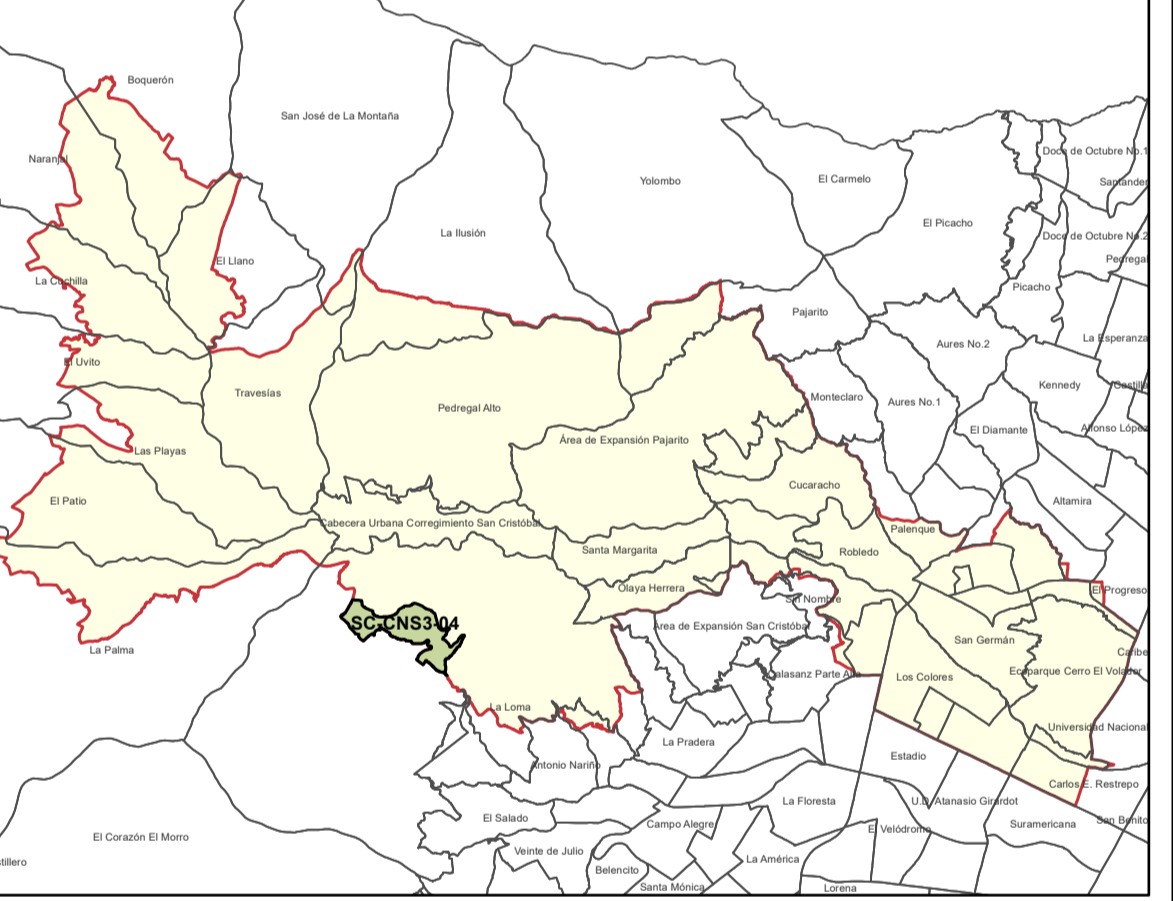 Boquerón
San José de La Montaña
Doce de Octubre No.1
Naranjal
Yolombo
El Carmelo
Santander
El Picacho
La Ilusión
Doce de Octubre No.2
El Llano
Pedregal
La Cuchilla
Picacho
Pajarito
La Esperanza
Aures No.2
El Uvito
Kennedy
Castilla
Travesías
Monteclaro
Aures No.1
Pedregal Alto
Alfonso López
El Diamante
Área de Expansión Pajarito
Las Playas
Cucaracho
El Patio
Altamira
Cabecera Urbana Corregimiento San Cristóbal
Palenque
Santa Margarita
Robledo
Olaya Herrera
El Progreso
Sin Nombre
SC-CNS3-04
Área de Expansión San Cristóbal
San Germán
La Palma
Caribe
Ecoparque Cerro El Volador
Calasanz Parte Alta
Los Colores
La Loma
Universidad Nacional
La Pradera
Estadio
Antonio Nariño
Carlos E. Restrepo
La Floresta
U.D. Atanasio Girardot
El Salado
San Benito
Campo Alegre
Suramericana
El Velódromo
El Corazón El Morro
Veinte de Julio
La América
tillero
Belencito
Santa Mónica
Lorena